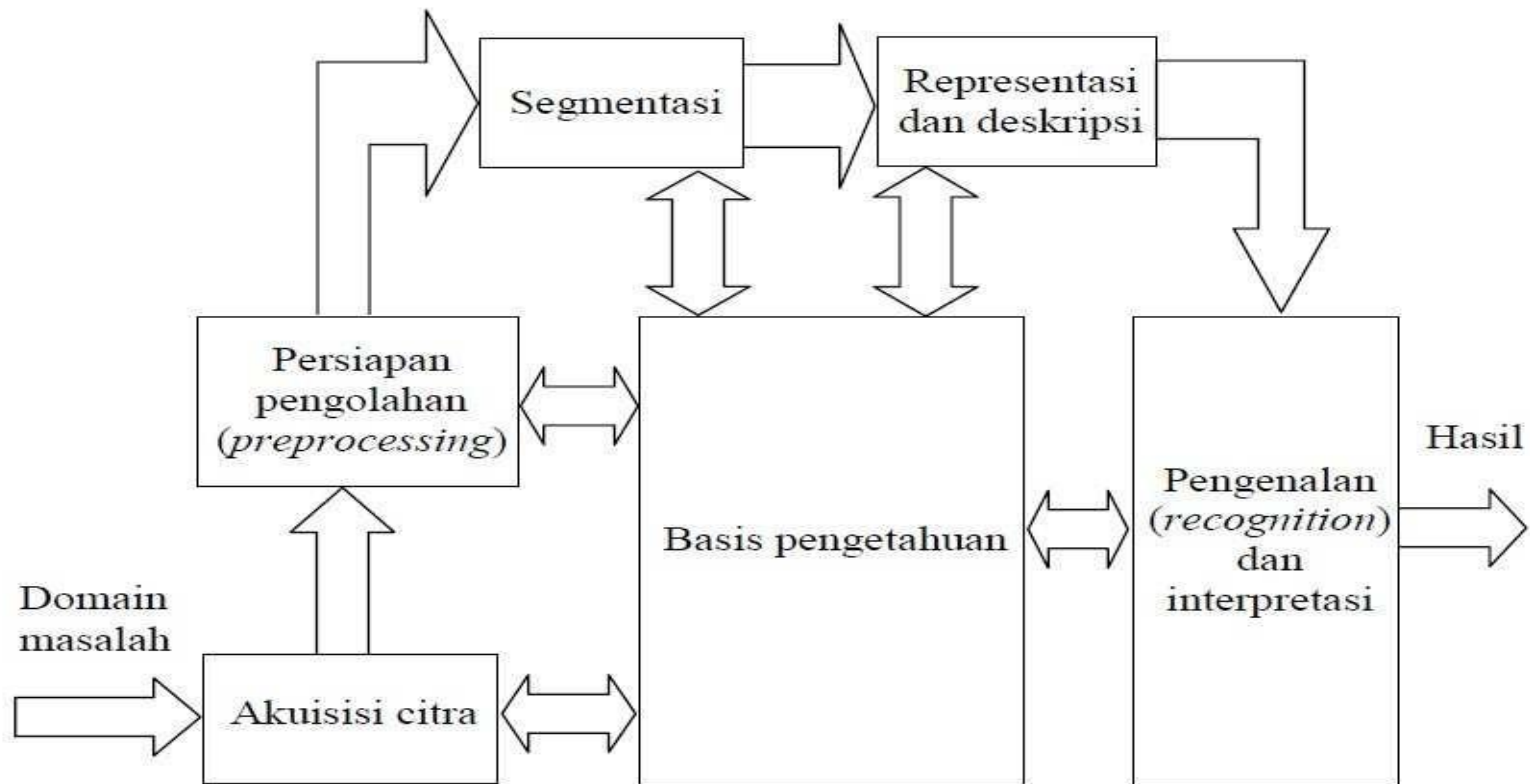 Segmentasi
Representasi
dan deskripsi
Persiapan
pengolahan
(preprocessing)
Basis pengetahuan
Pengenalan
(recognition)
dan
interpretasi
Hasil
Domain
masalah
Akuisisi citra